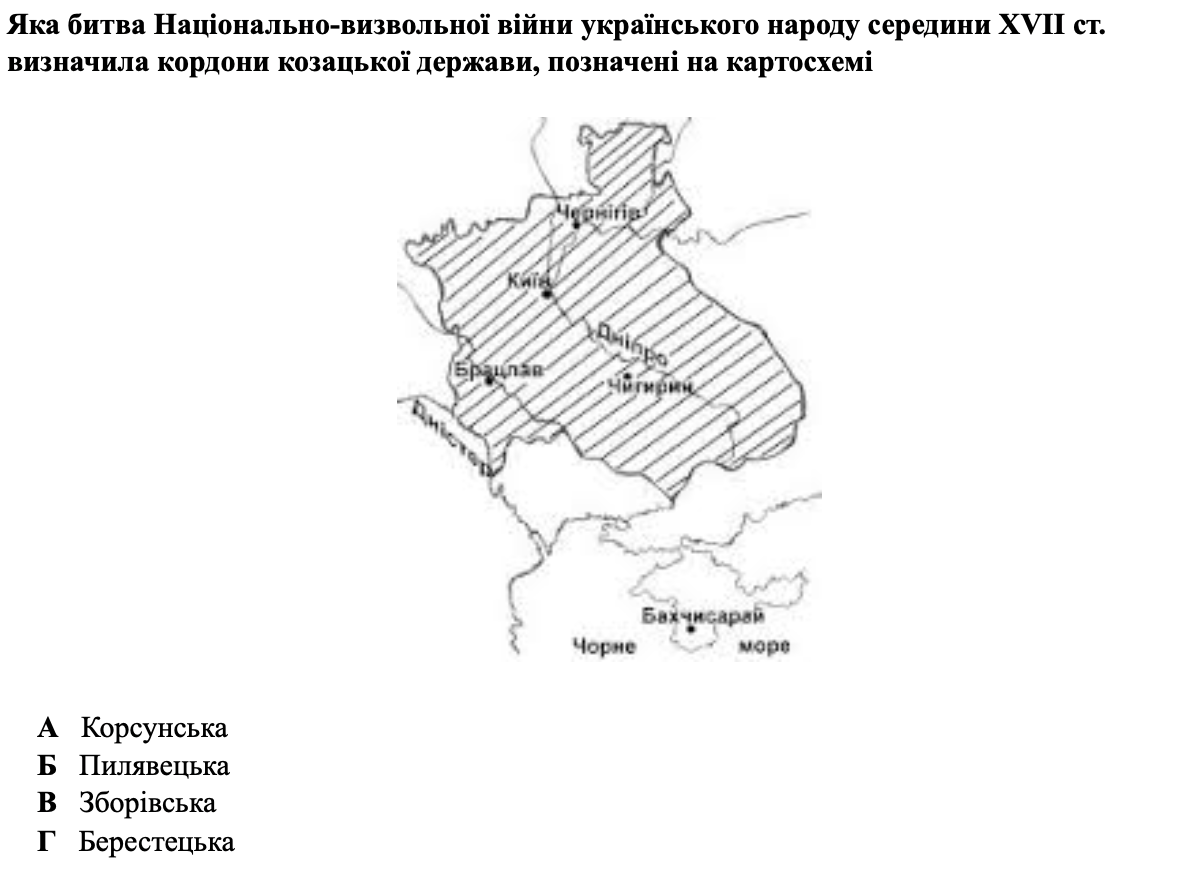 Яка битва Національно-визвольної війни українського народу середини XVII ст.
визначила кордони козацької держави, позначені на картосхемі
Чернігів
Київ
Дніпро
Брацлав
Чигирин
Дністер
Бахчисарай
Чорне море
А Корсунська
Б Пилявецька
В Зборівська
Г Берестецька